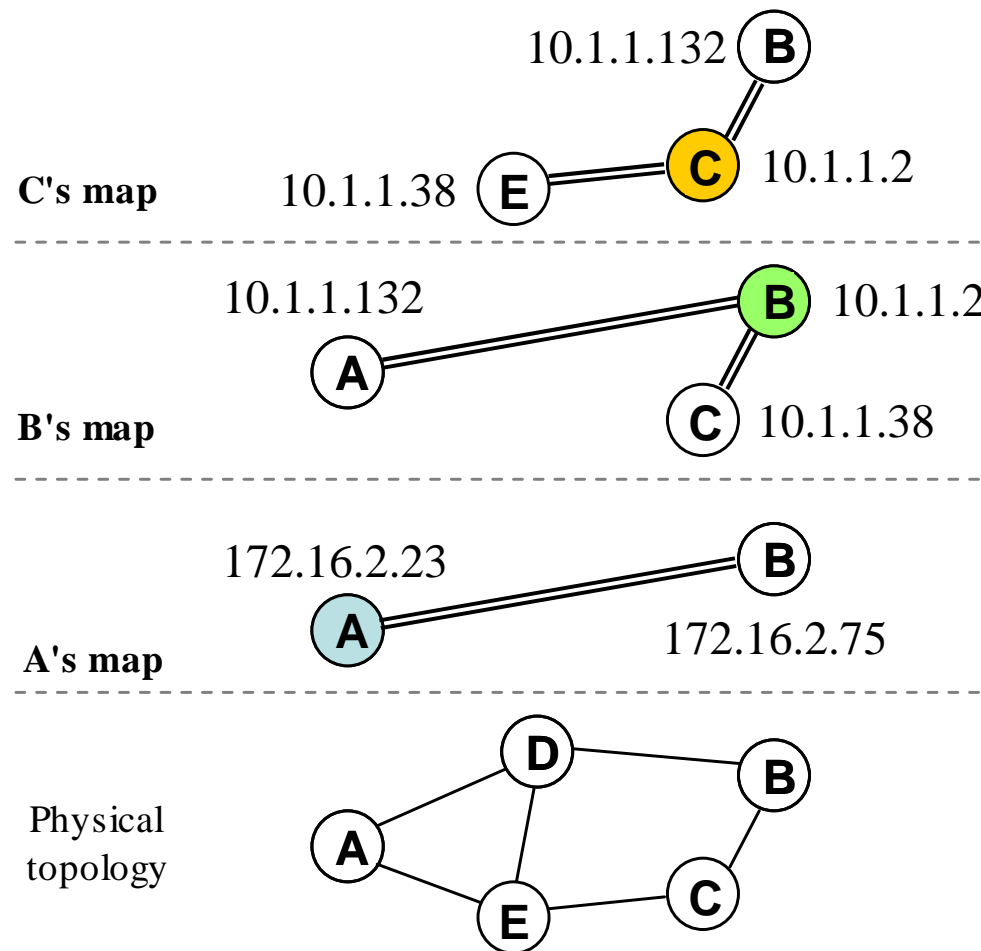 B
10.1.1.132
C
10.1.1.2
E
10.1.1.38
C's map
10.1.1.132
B
10.1.1.2
A
C
10.1.1.38
B's map
172.16.2.23
B
A
172.16.2.75
A's map
D
B
Physical
topology
A
C
E